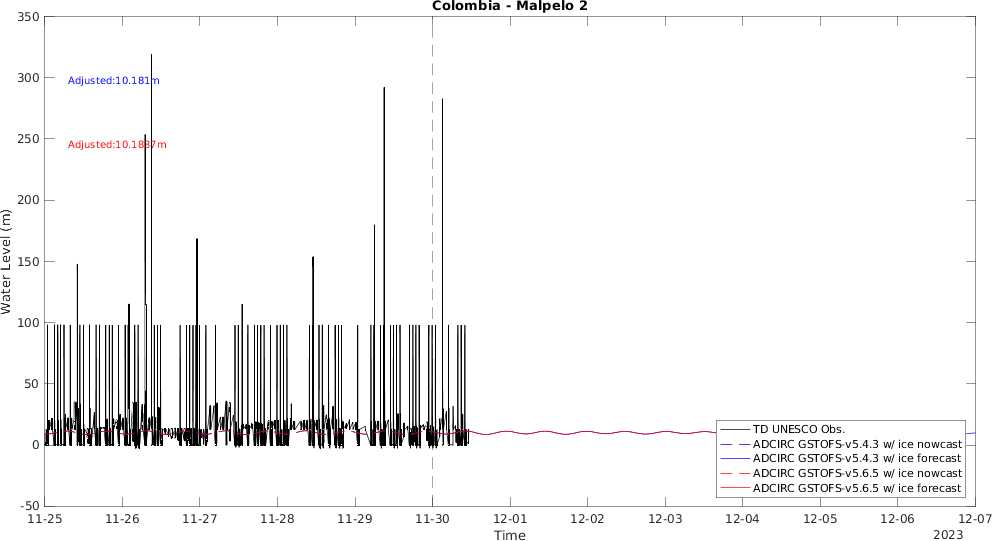 Colombia - Malpelo 2
350
300
250
200
150
100
50
0
-50
Water Level (m)
Adjusted:10.181m
Adjusted:10.1887m
TD UNESCO Obs.
ADCIRC GSTOFS-v5.4.3 w/ ice nowcast
ADCIRC GSTOFS-v5.4.3 w/ ice forecast
ADCIRC GSTOFS-v5.6.5 w/ ice nowcast
ADCIRC GSTOFS-v5.6.5 w/ ice forecast
11-25 11-26 11-27 11-28 11-29 11-30 12-01 12-02 12-03 12-04 12-05 12-06 12-07
Time
2023